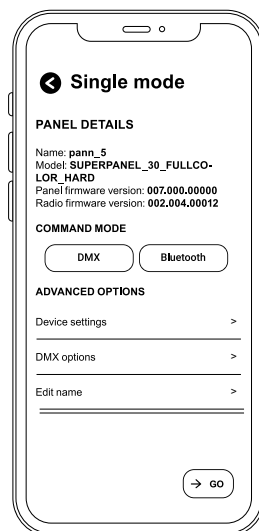 Single mode
PANEL DETAILS
Name: pann_5
Model: SUPERPANEL_30_FULLCO-
LOR_HARD
Panel firmware version: 007.000.00000
Radio firmware version: 002.004.00012
COMMAND MODE
DMX
Bluetooth
ADVANCED OPTIONS
Device settings >
DMX options >
Edit name >
→ GO